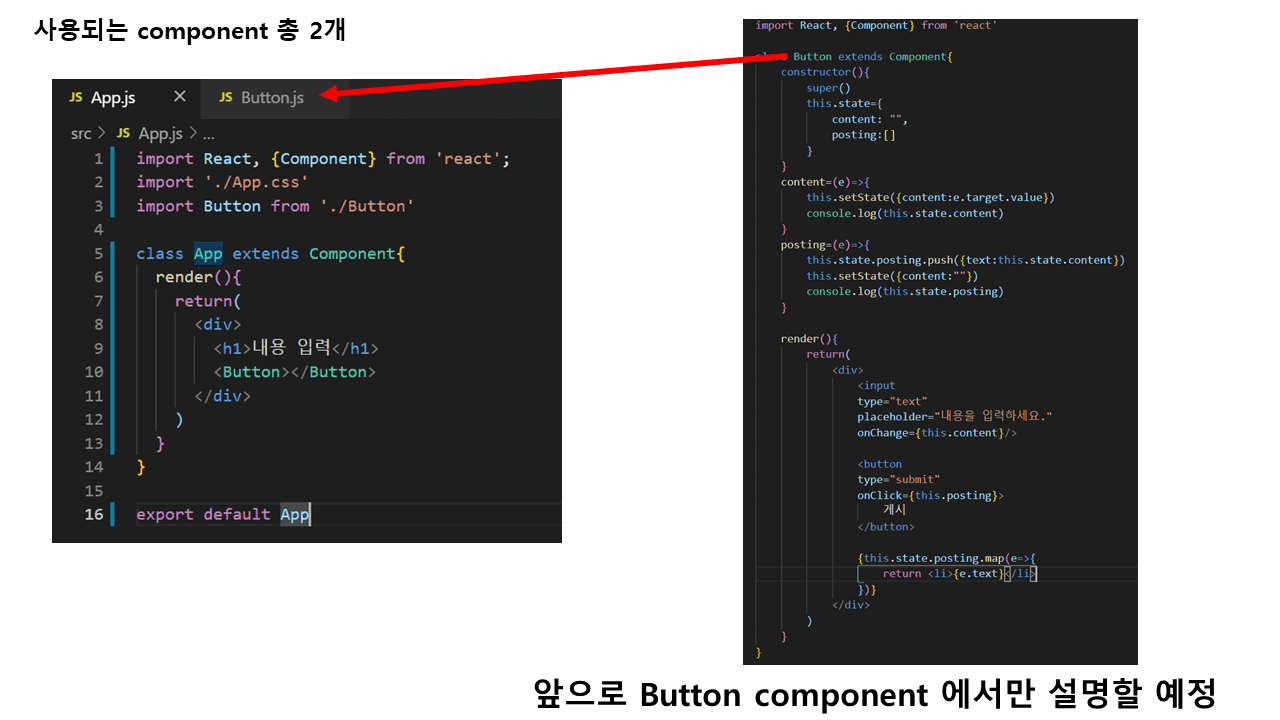 사용되는 component 총 2개
JS App.js ×
JS Button.js
src > JS App.js > ...
1 import React, {Component} from 'react';
2 import './App.css'
3 import Button from './Button'
4
5 class App extends Component{
6 render(){
7 return(
8 <div>
9 <h1>내용 입력</h1>
10 <Button></Button>
11 </div>
12 )
13 }
14 }
15
16 export default App
import React, {Component} from 'react'
Button extends Component{
constructor(){
super()
this.state={
content: "",
posting:[]
}
}
content=(e)=>{
this.setState({content:e.target.value})
console.log(this.state.content)
}
posting=(e)=>{
this.state.posting.push({text:this.state.content})
this.setState({content:""})
console.log(this.state.posting)
}
render(){
return(
<div>
<input
type="text"
placeholder="내용을 입력하세요."
onChange={this.content}/>
<button
type="submit"
onClick={this.posting}>
게시
</button>
{this.state.posting.map(e=>{
return <li>{e.text}</li>
})}
</div>
)
}
}
앞으로 Button component 에서만 설명할 예정